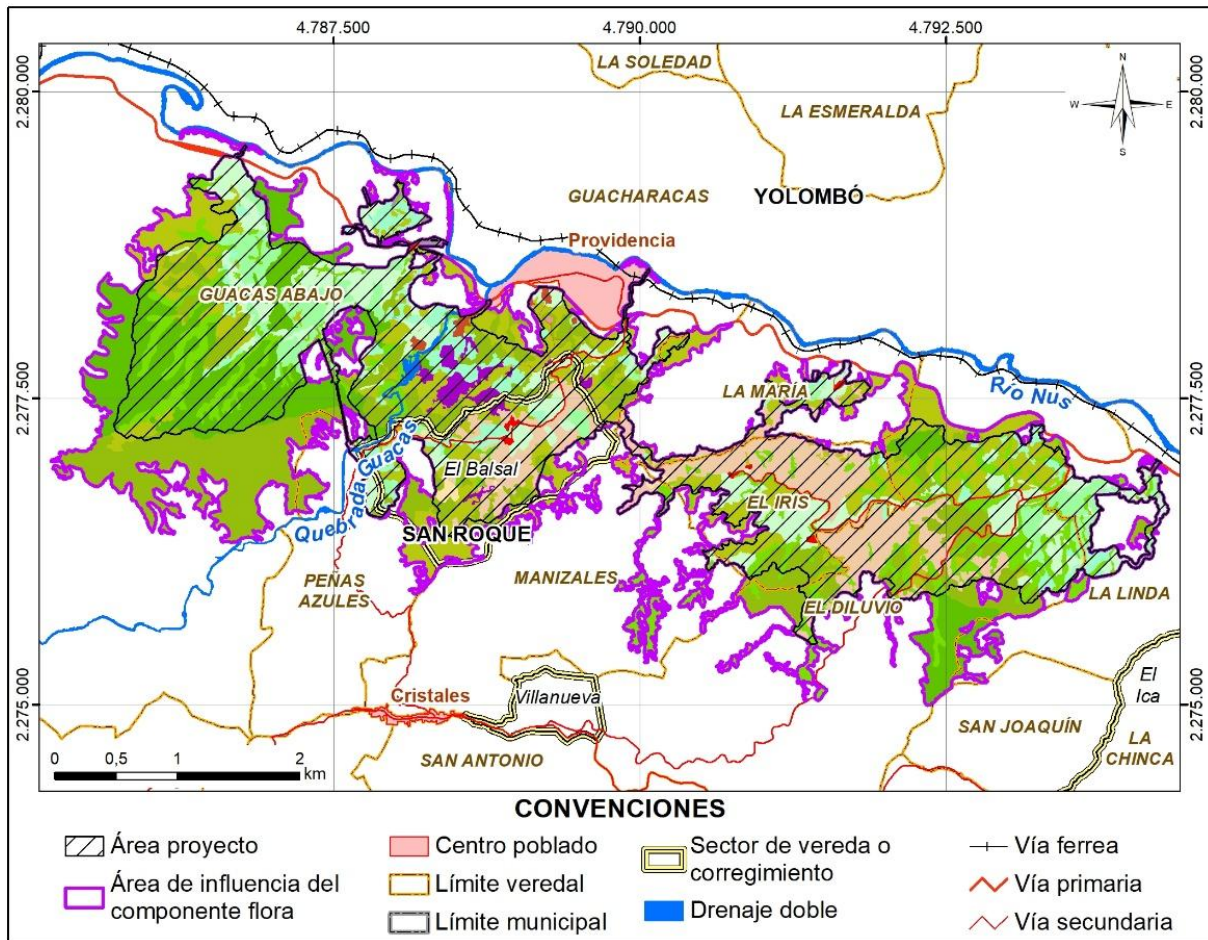 4.787.500 4.790.000 4.792.500
2.280.000 2.280.000
N
W E
S
LA SOLEDAD
LA ESMERALDA
GUACHARACAS
YOLOMBÓ
Providencia
GUACAS ABAJO
2.277.500 2.277.500
Río Nus
LA MARÍA
Quebrada Guacas
El Balsal
EL IRIS
SAN ROQUE
PEÑAS
AZULES
MANIZALES
EL DILUVIO
LA LINDA
2.275.000 2.275.000
Cristales
Villanueva
El
Ica
SAN JOAQUÍN
LA
CHINCA
SAN ANTONIO
0 0,5 1 2
km
CONVENCIONES
Área proyecto
Área de influencia del
componente flora
Centro poblado
Límite veredal
Límite municipal
Sector de vereda o
corregimiento
Drenaje doble
Vía ferrea
Vía primaria
Vía secundaria